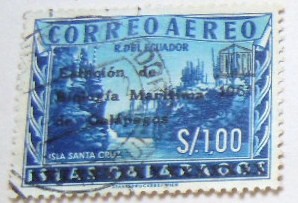 CORREO AEREO
R. DEL ECUADOR
Estación de
Biología Marítima
de Galápagos
S/1.00
ISLA SANTA CRUZ
ISLAS GALAPAGOS